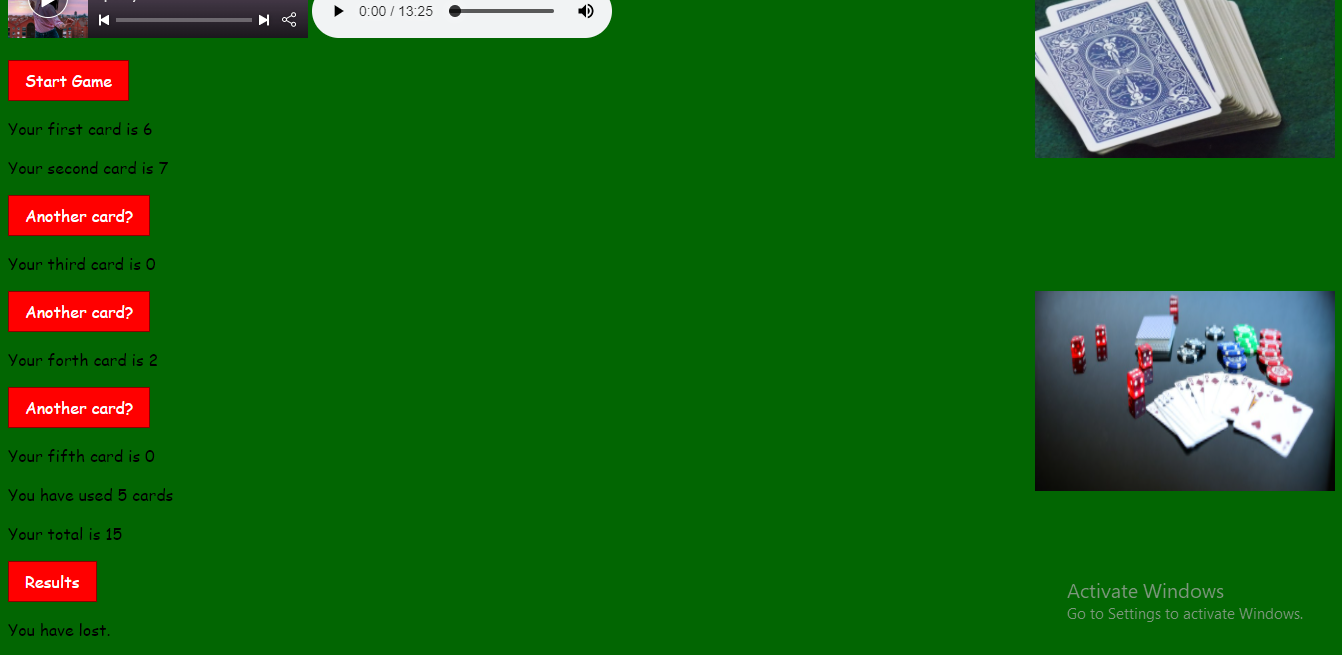 0:00 / 13:25
Start Game
Your first card is 6
Your second card is 7
Another card?
Your third card is 0
Another card?
Your forth card is 2
Another card?
Your fifth card is 0
You have used 5 cards
Your total is 15
Results
You have lost.
Activate Windows
Go to Settings to activate Windows.